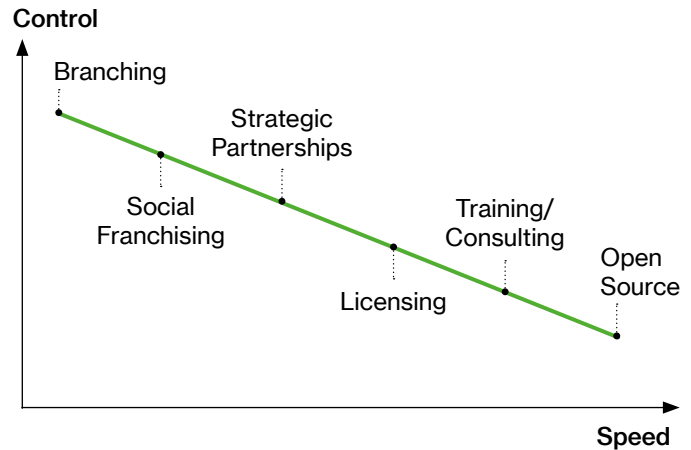 Control
Branching
Strategic
Partnerships
Social
Franchising
Training/
Consulting
Open
Source
Licensing
Speed